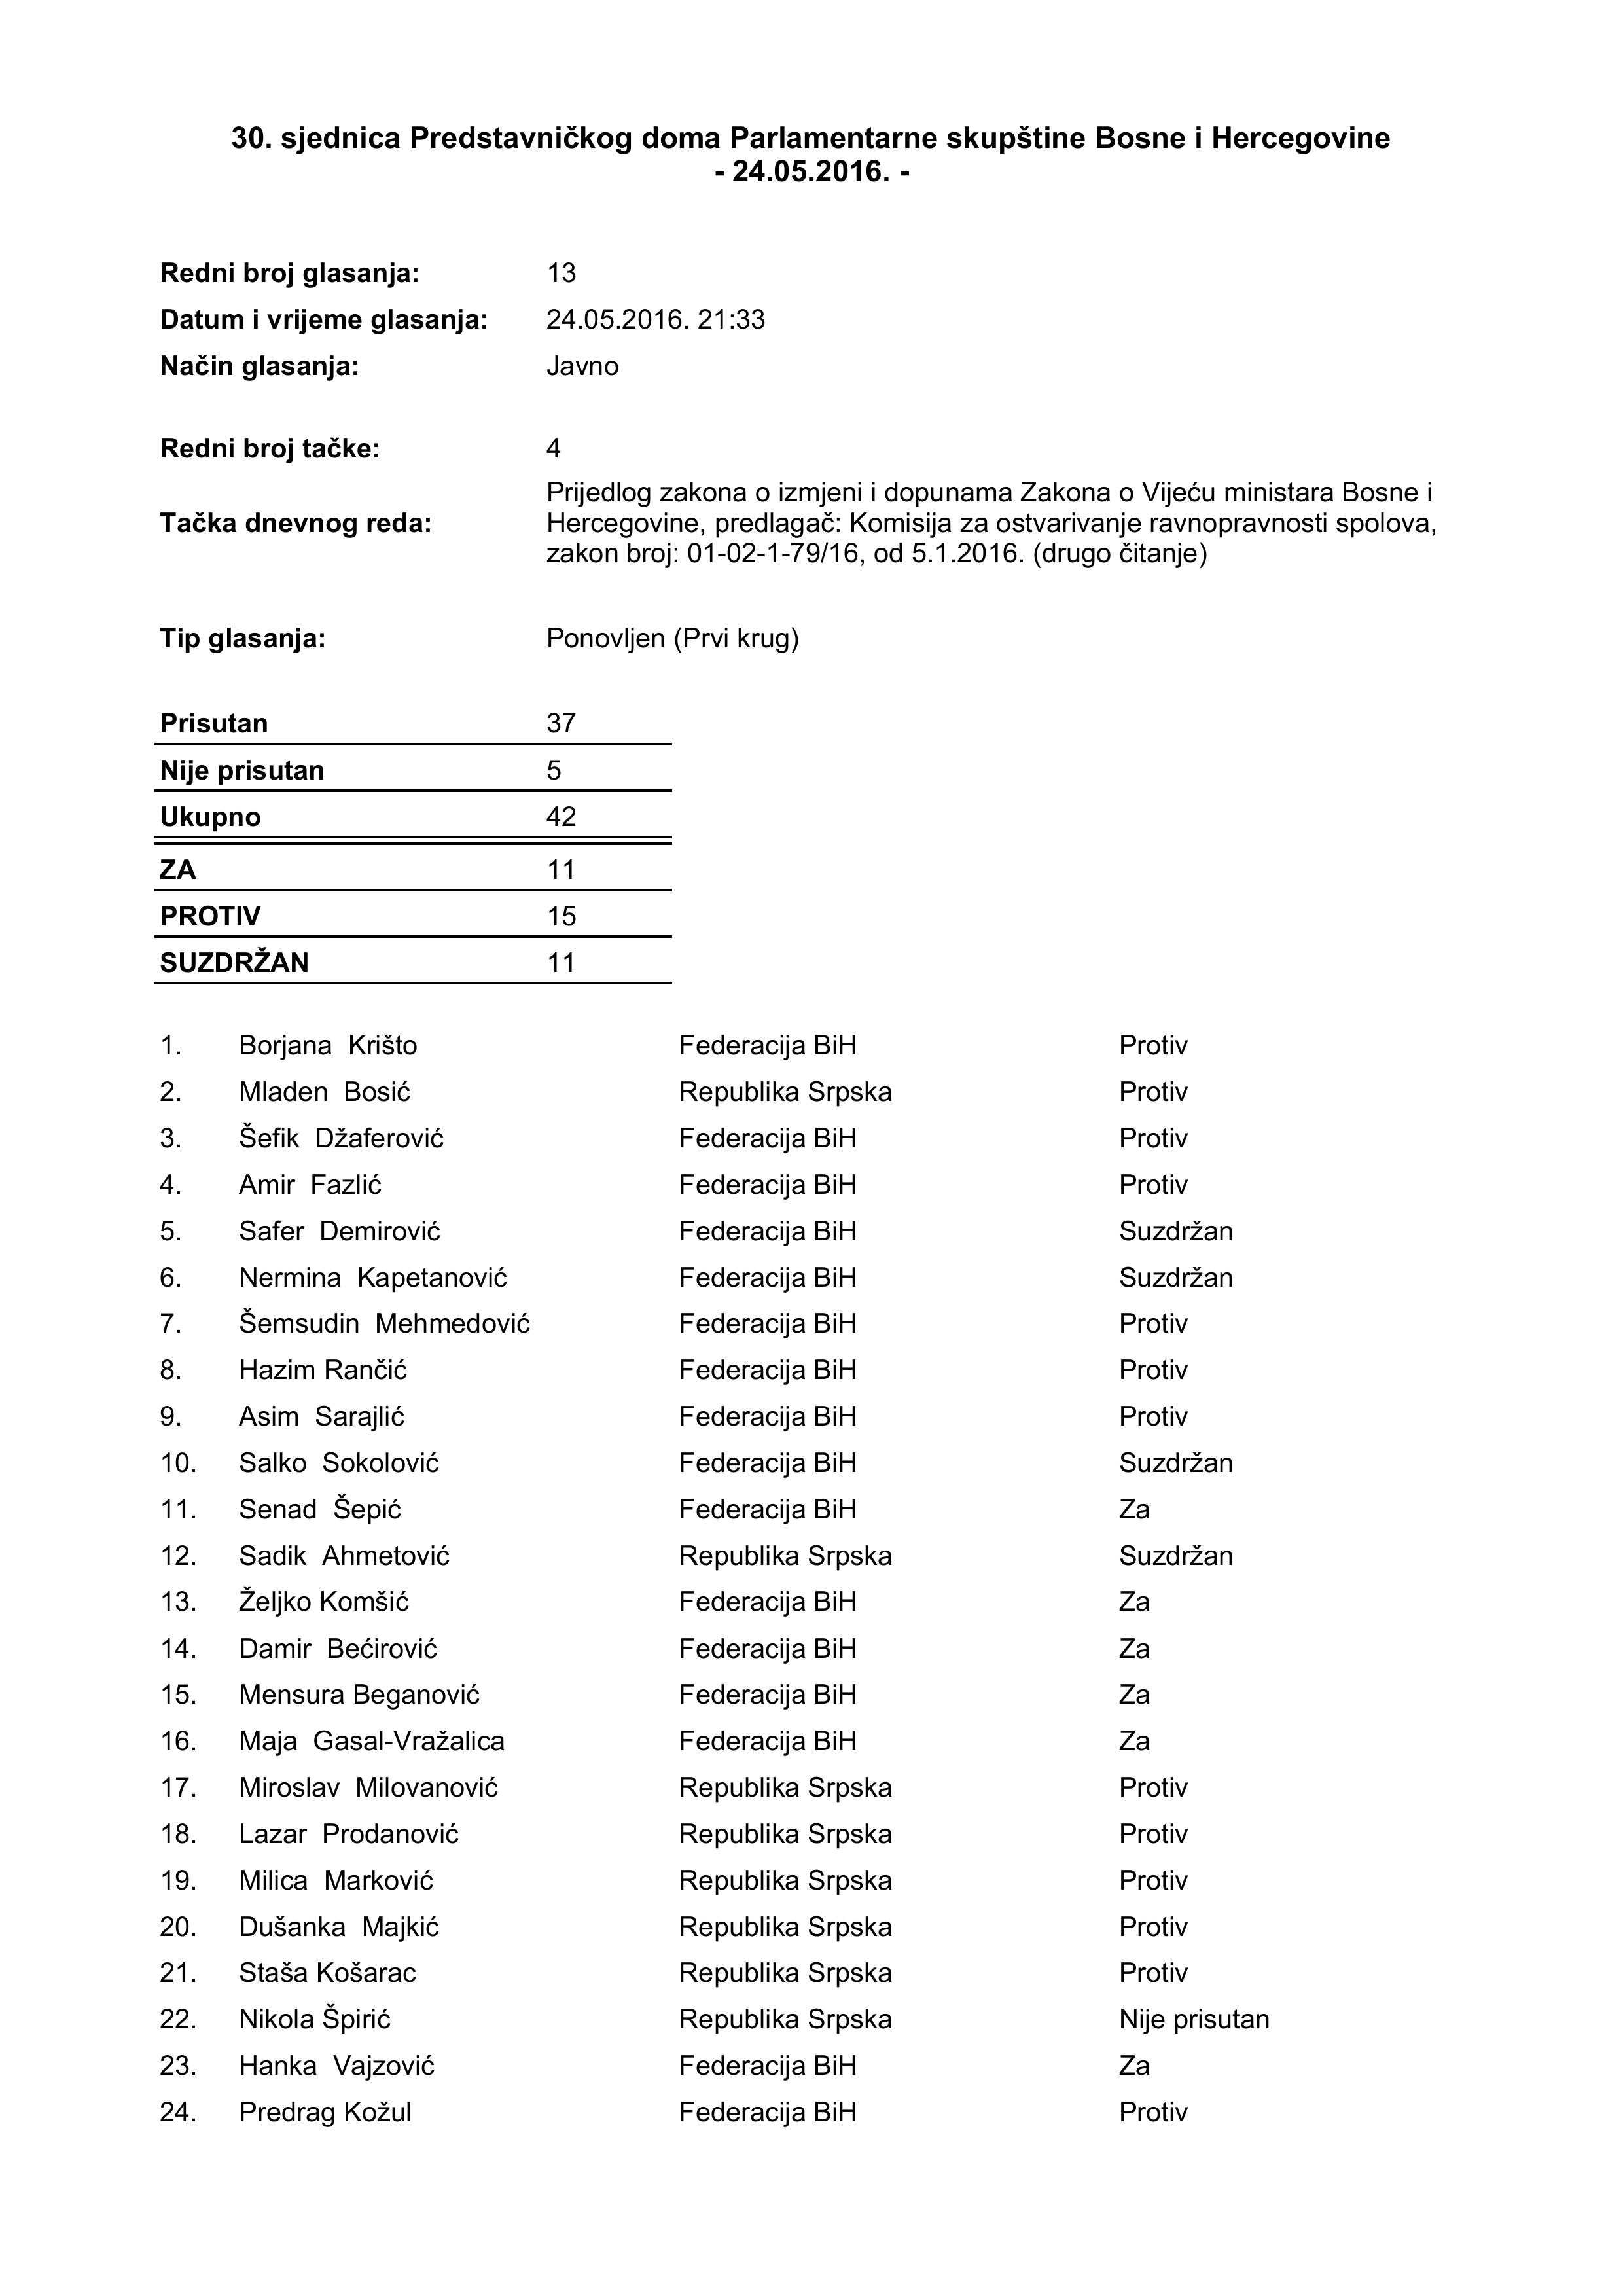 30. sjednica Predstavničkog doma Parlamentarne skupštine Bosne i Hercegovine
- 24.05.2016. -
Redni broj glasanja: 13
Datum i vrijeme glasanja: 24.05.2016. 21:33
Način glasanja: Javno
Redni broj tačke: 4
Prijedlog zakona o izmjeni i dopunama Zakona o Vijeću ministara Bosne i
Tačka dnevnog reda: Hercegovine, predlagač: Komisija za ostvarivanje ravnopravnosti spolova,
zakon broj: 01-02-1-79/16, od 5.1.2016. (drugo čitanje)
Tip glasanja: Ponovljen (Prvi krug)
Prisutan 37
Nije prisutan 5
Ukupno 42
ZA 11
PROTIV 15
SUZDRŽAN 11
1. Borjana Krišto Federacija BiH Protiv
2. Mladen Bosić Republika Srpska Protiv
3. Šefik Džaferović Federacija BiH Protiv
4. Amir Fazlić Federacija BiH Protiv
5. Safer Demirović Federacija BiH Suzdržan
6. Nermina Kapetanović Federacija BiH Suzdržan
7. Šemsudin Mehmedović Federacija BiH Protiv
8. Hazim Rančić Federacija BiH Protiv
9. Asim Sarajlić Federacija BiH Protiv
10. Salko Sokolović Federacija BiH Suzdržan
11. Senad Šepić Federacija BiH Za
12. Sadik Ahmetović Republika Srpska Suzdržan
13. Željko Komšić Federacija BiH Za
14. Damir Bećirović Federacija BiH Za
15. Mensura Beganović Federacija BiH Za
16. Maja Gasal-Vražalica Federacija BiH Za
17. Miroslav Milovanović Republika Srpska Protiv
18. Lazar Prodanović Republika Srpska Protiv
19. Milica Marković Republika Srpska Protiv
20. Dušanka Majkić Republika Srpska Protiv
21. Staša Košarac Republika Srpska Protiv
22. Nikola Špirić Republika Srpska Nije prisutan
23. Hanka Vajzović Federacija BiH Za
24. Predrag Kožul Federacija BiH Protiv